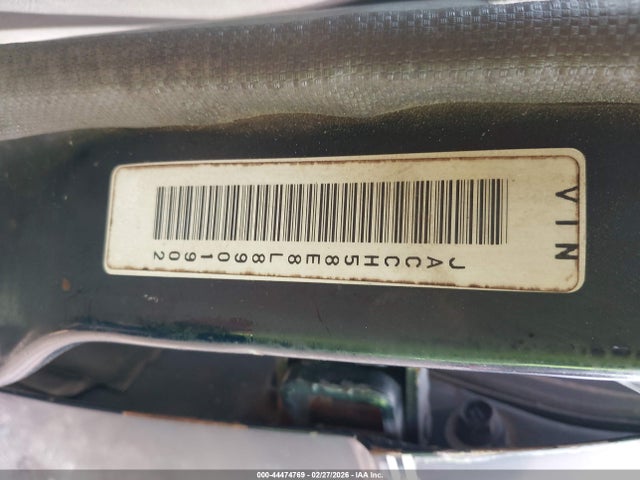 VIN
JACCH58E8L8901902
000-44474769 | 02/27/2026 | IAA Inc.